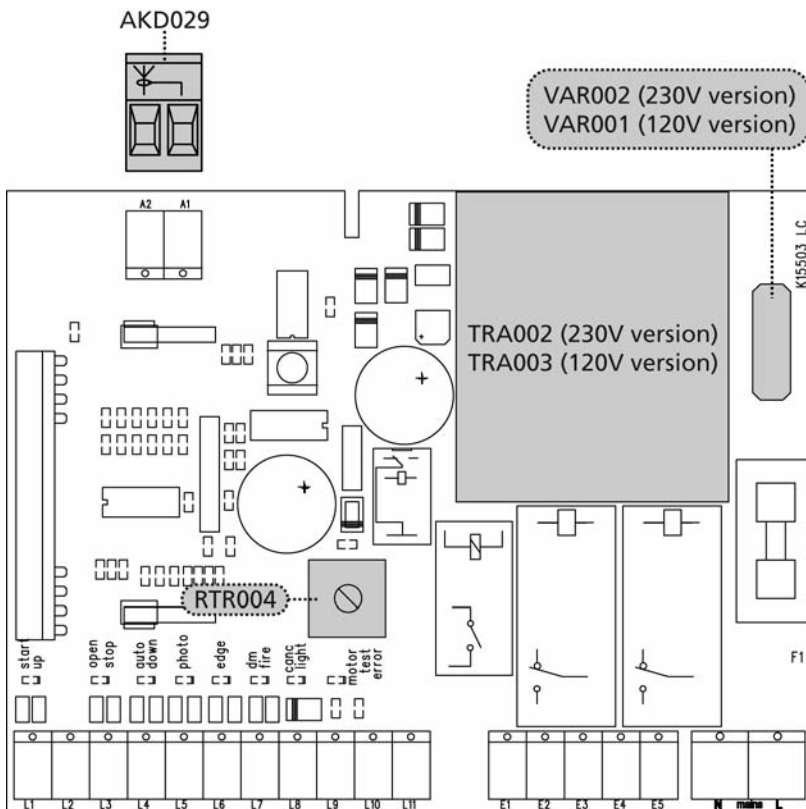 AKD029
VAR002 (230V version)
VAR001 (120V version)
A2 A1
K15503 LC
TRA002 (230V version)
TRA003 (120V version)
RTR004
start
up
open
stop
auto
down
photo
edge
dm
fire
canc
light
motor
test
error
F1
L1 L2 L3 L4 L5 L6 L7 L8 L9 L10 L11
E1 E2 E3 E4 E5
N mains L